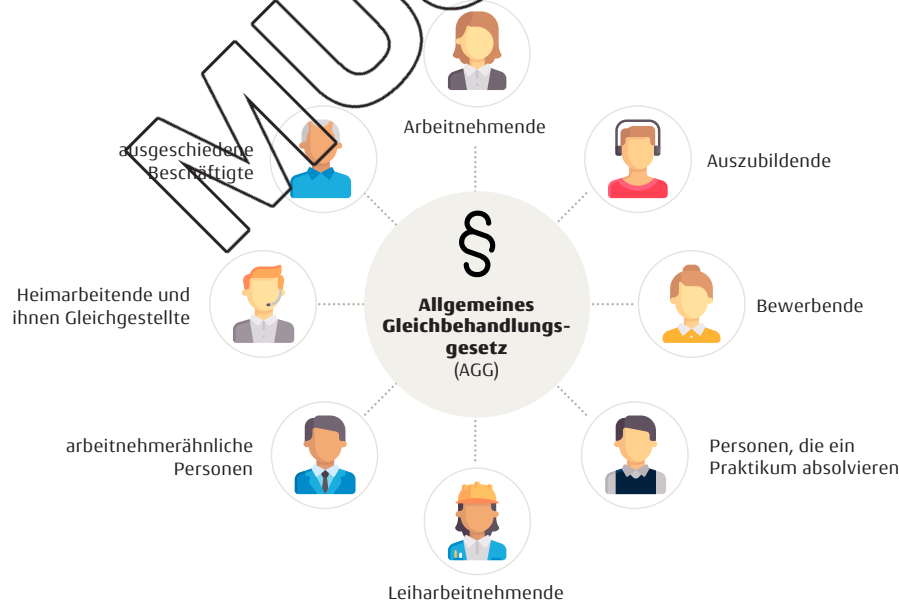 MU
Arbeitnehmende
ausgeschiedene
Beschäftigte
Auszubildende
§
Allgemeines
Gleichbehandlungs-
gesetz
(AGG)
Heimarbeitende und
ihnen Gleichgestellte
Bewerbende
arbeitnehmerähnliche
Personen
Personen, die ein
Praktikum absolvieren
Leiharbeitnehmende